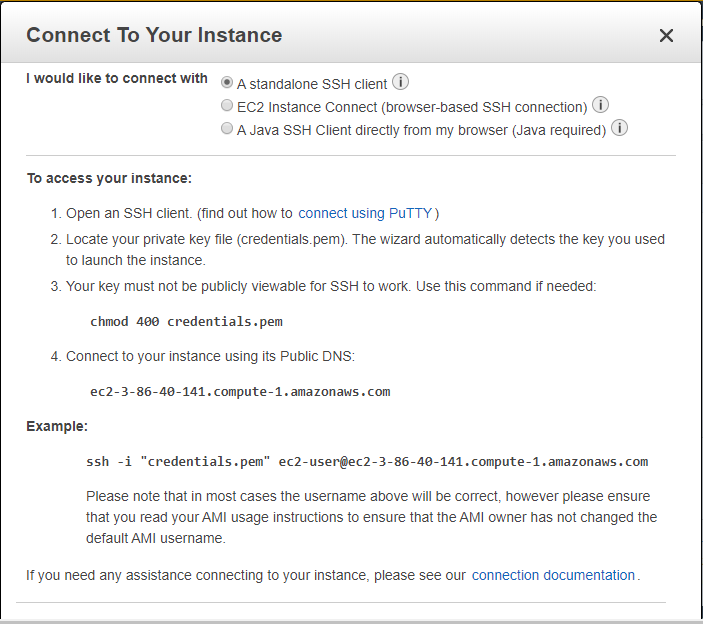 Connect To Your Instance
I would like to connect with
A standalone SSH client
EC2 Instance Connect (browser-based SSH connection)
A Java SSH Client directly from my browser (Java required)
To access your instance:
1. Open an SSH client. (find out how to connect using PuTTY)
2. Locate your private key file (credentials.pem). The wizard automatically detects the key you used
to launch the instance.
3. Your key must not be publicly viewable for SSH to work. Use this command if needed:
chmod 400 credentials.pem
4. Connect to your instance using its Public DNS:
ec2-3-86-40-141.compute-1.amazonaws.com
Example:
ssh -i "credentials.pem" ec2-user@ec2-3-86-40-141.compute-1.amazonaws.com
Please note that in most cases the username above will be correct, however please ensure
that you read your AMI usage instructions to ensure that the AMI owner has not changed the
default AMI username.
If you need any assistance connecting to your instance, please see our connection documentation.